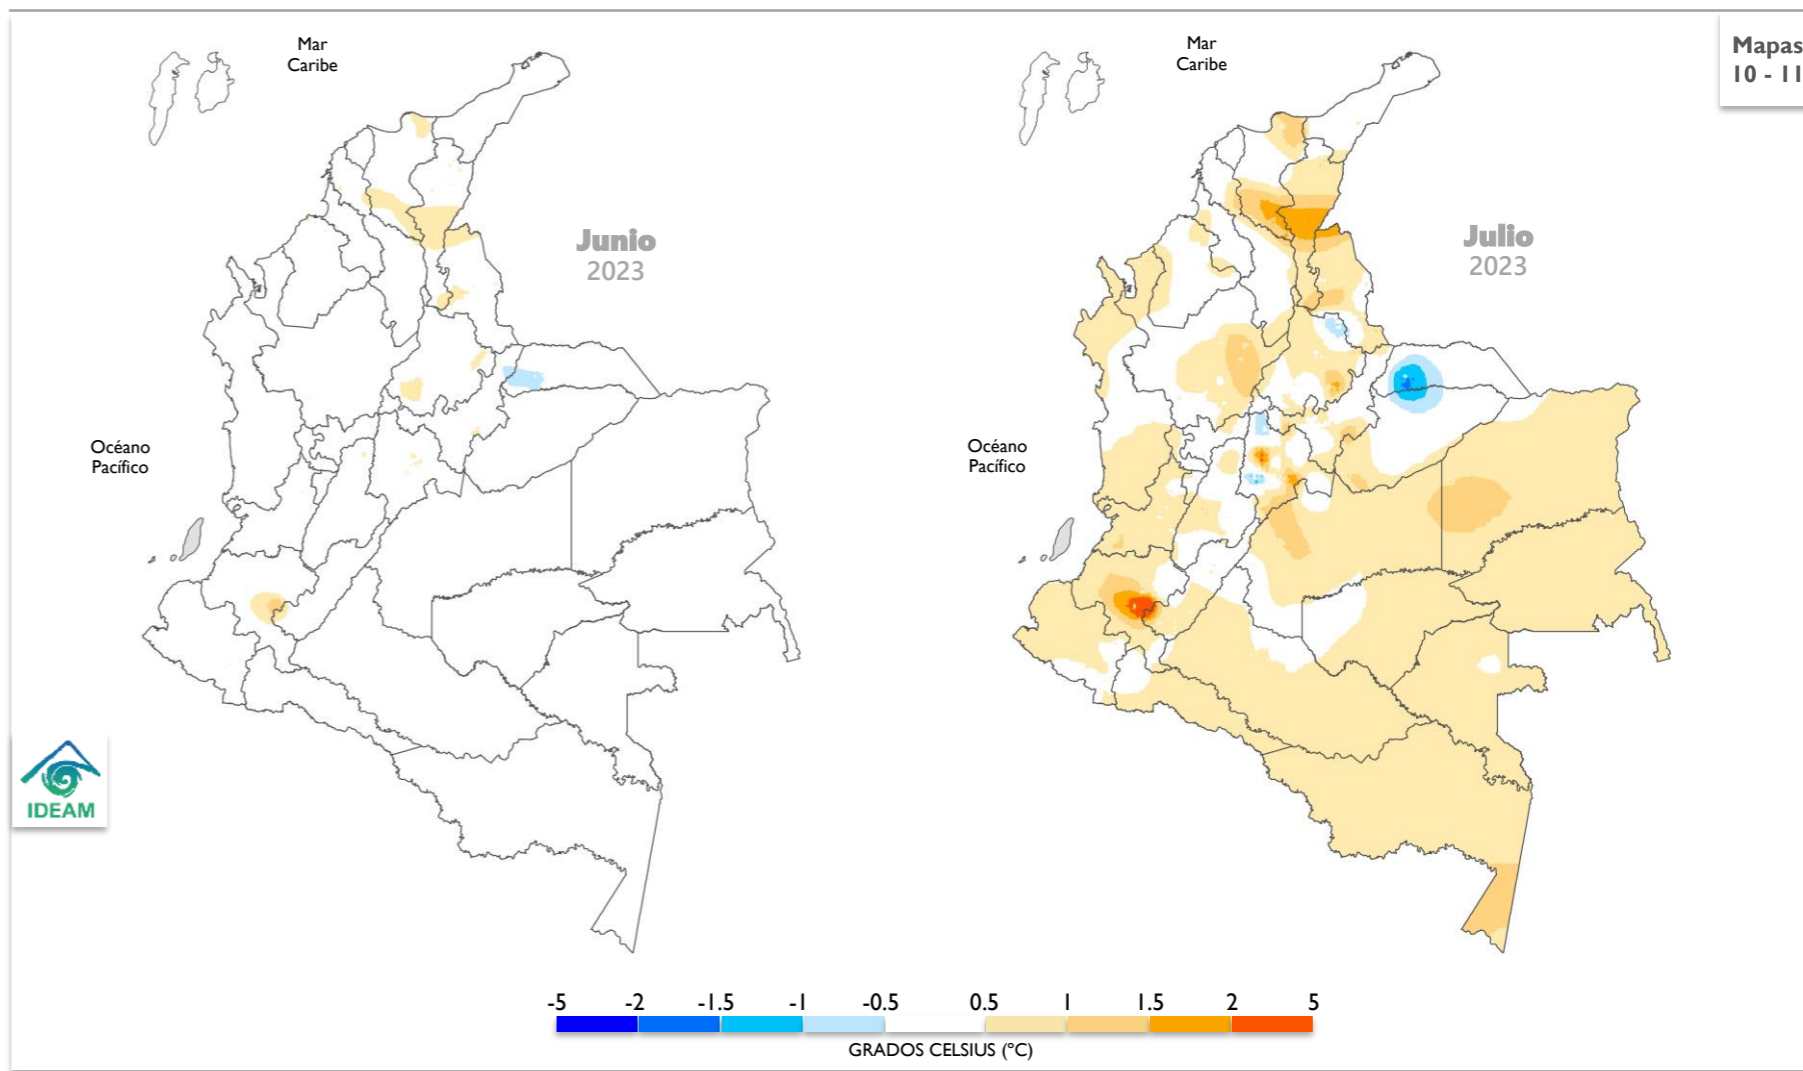 Mar
Caribe
Mar
Caribe
Mapas
10 - 11
Junio
2023
Julio
2023
Océano
Pacífico
Océano
Pacífico
IDEAM
-5 -2 -1.5 -1 -0.5 0.5 1 1.5 2 5
GRADOS CELSIUS (°C)